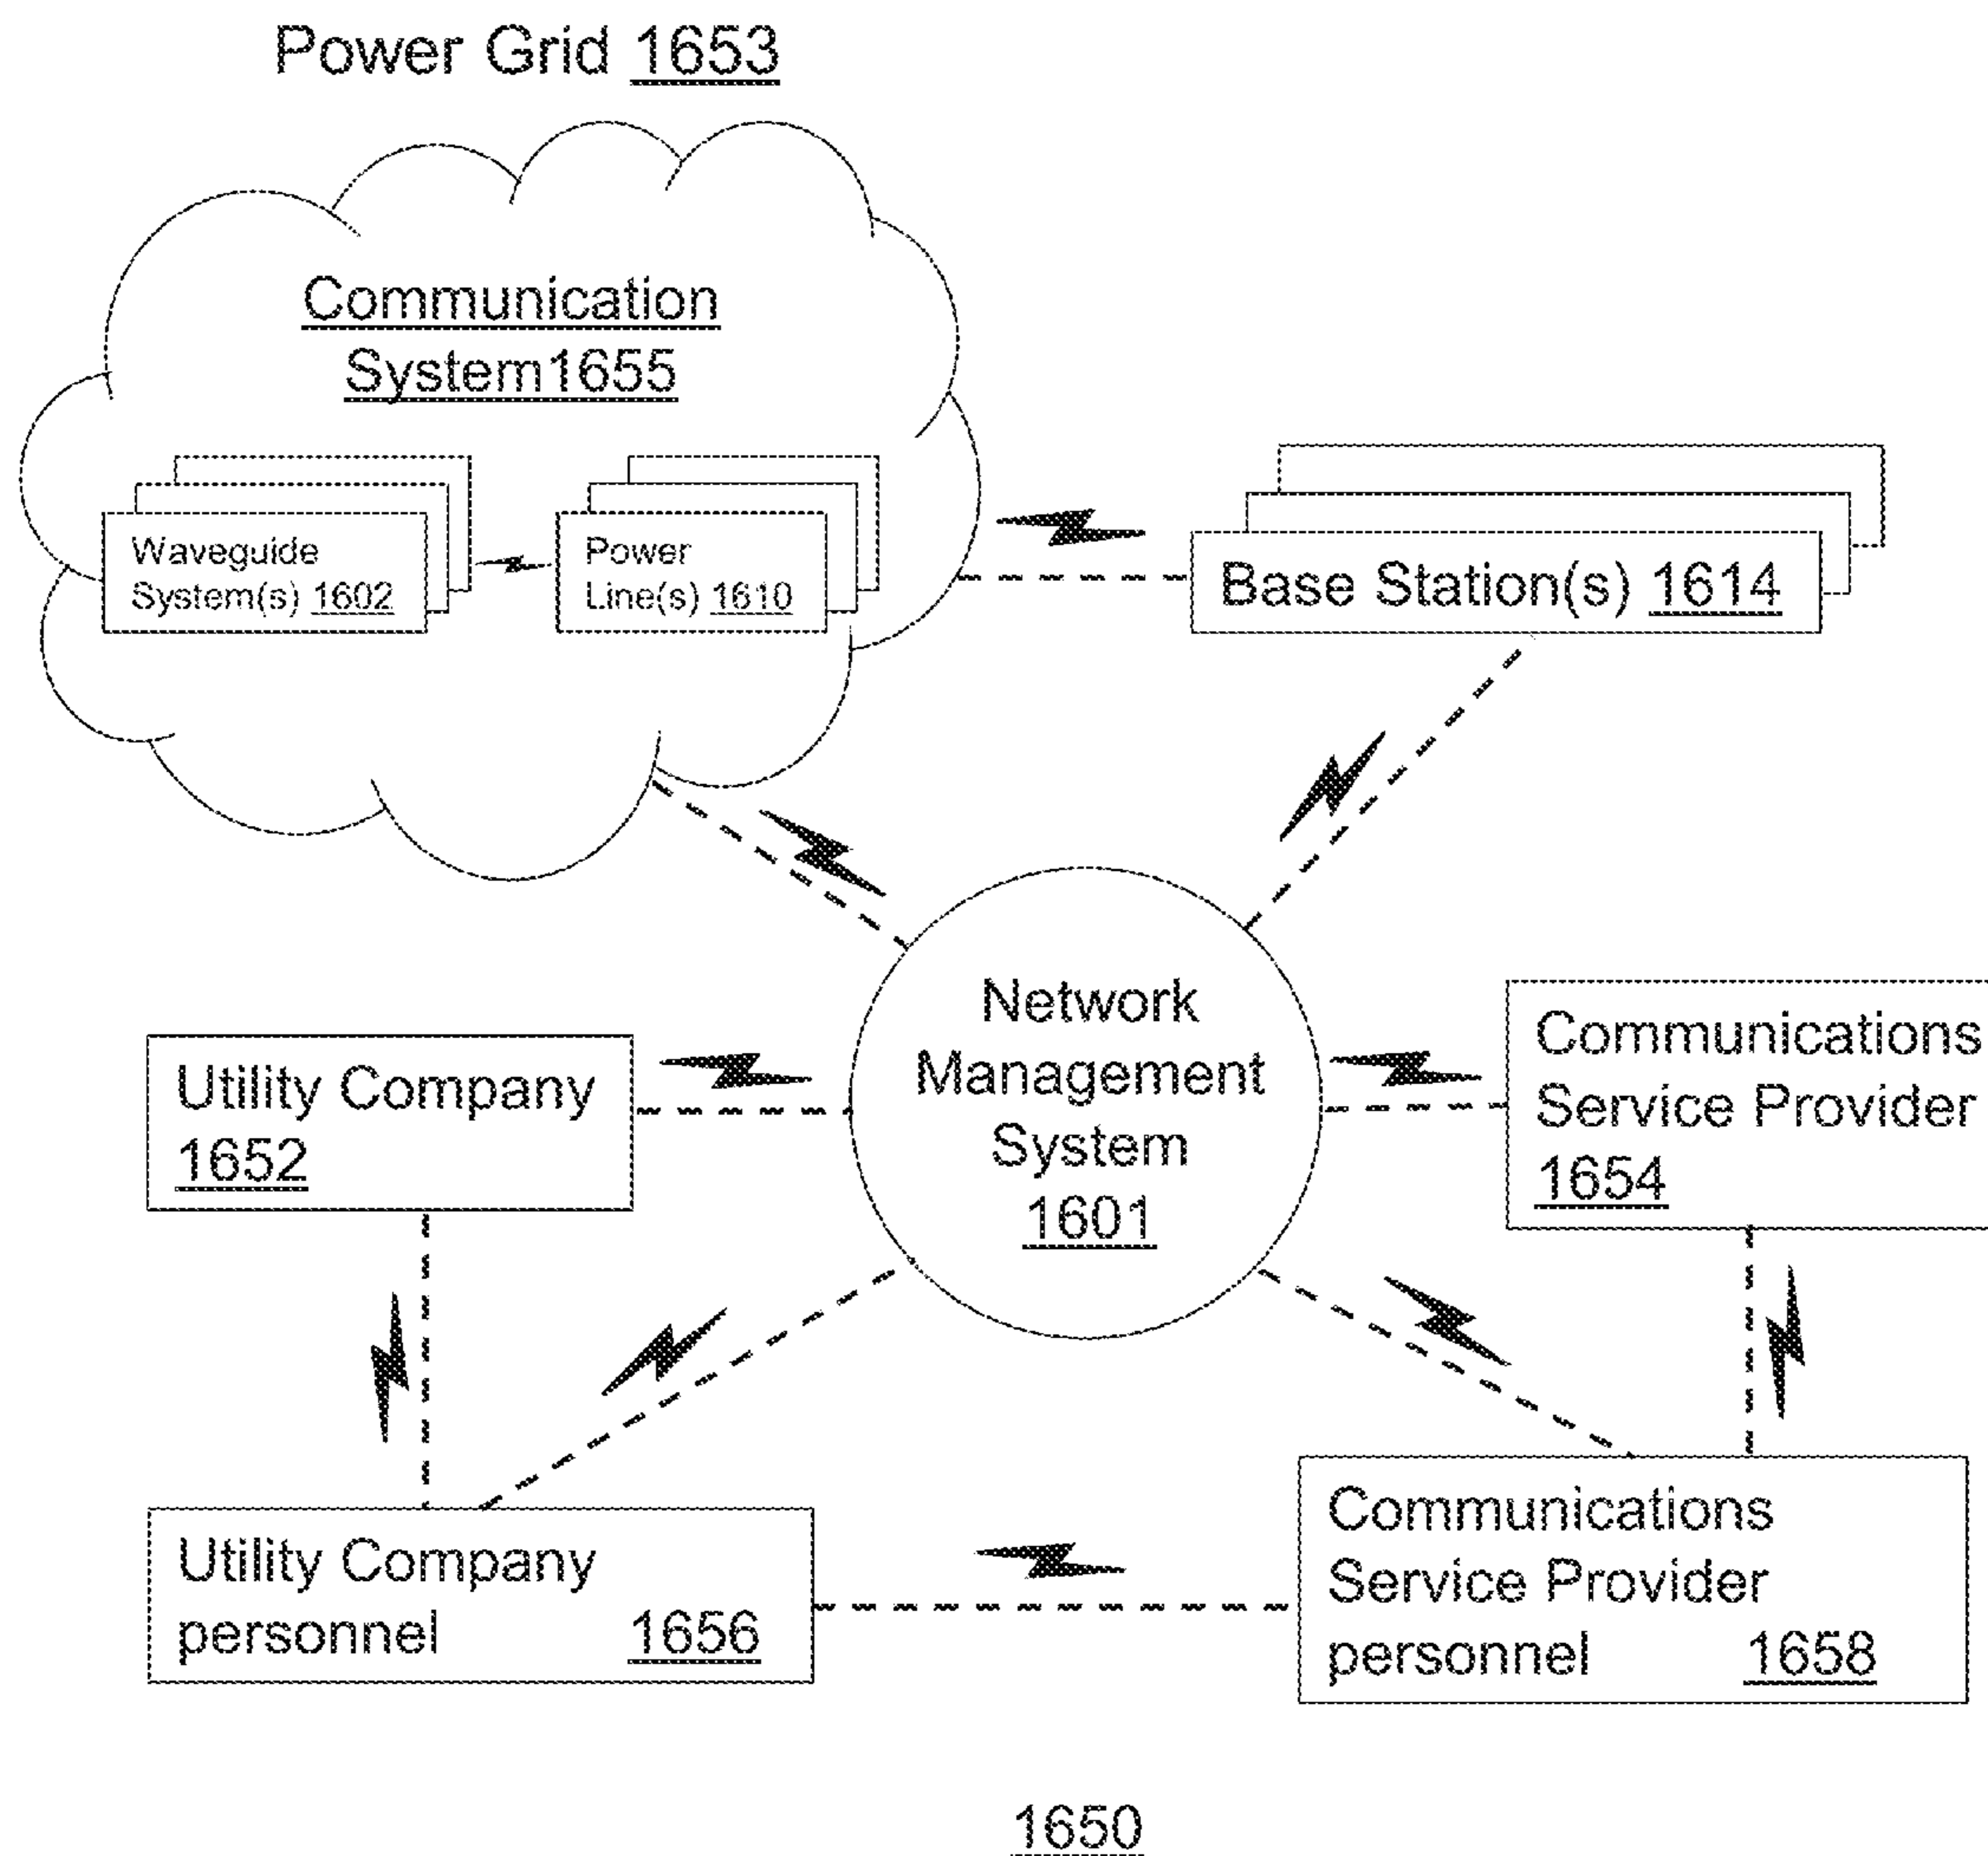 Power Grid 1653
Communication
System1655
Waveguide
System(s) 1602
Power
Line(s) 1610
Base Station(s) 1614
Network
Management
System
1601
Utility Company
1652
Communications
Service Provider
1654
Utility Company
personnel 1656
Communications
Service Provider
personnel 1658
1650